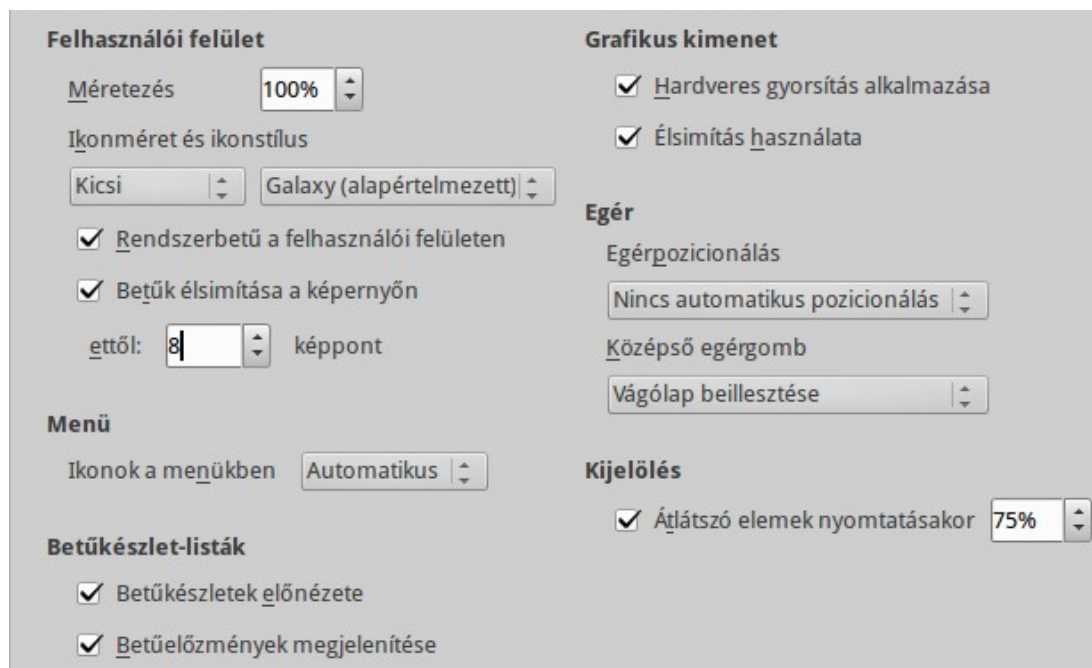 Felhasználói felület
Méretezés 100%
Ikonméret és ikonstílus
Kicsi Galaxy (alapértelmezett)
Rendszerbetű a felhasználói felületen
Betűk élsimítása a képernyőn
ettől: 8 képpont
Menü
Ikonok a menükben Automatikus
Betűkészlet-listák
Betűkészletek előnézete
Betűelőzmények megjelenítése
Grafikus kimenet
Hardveres gyorsítás alkalmazása
Élsimítás használata
Egér
Egérpozicionálás
Nincs automatikus pozicionálás
Középső egérgomb
Vágólap beillesztése
Kijelölés
Átlátszó elemek nyomtatásakor 75%